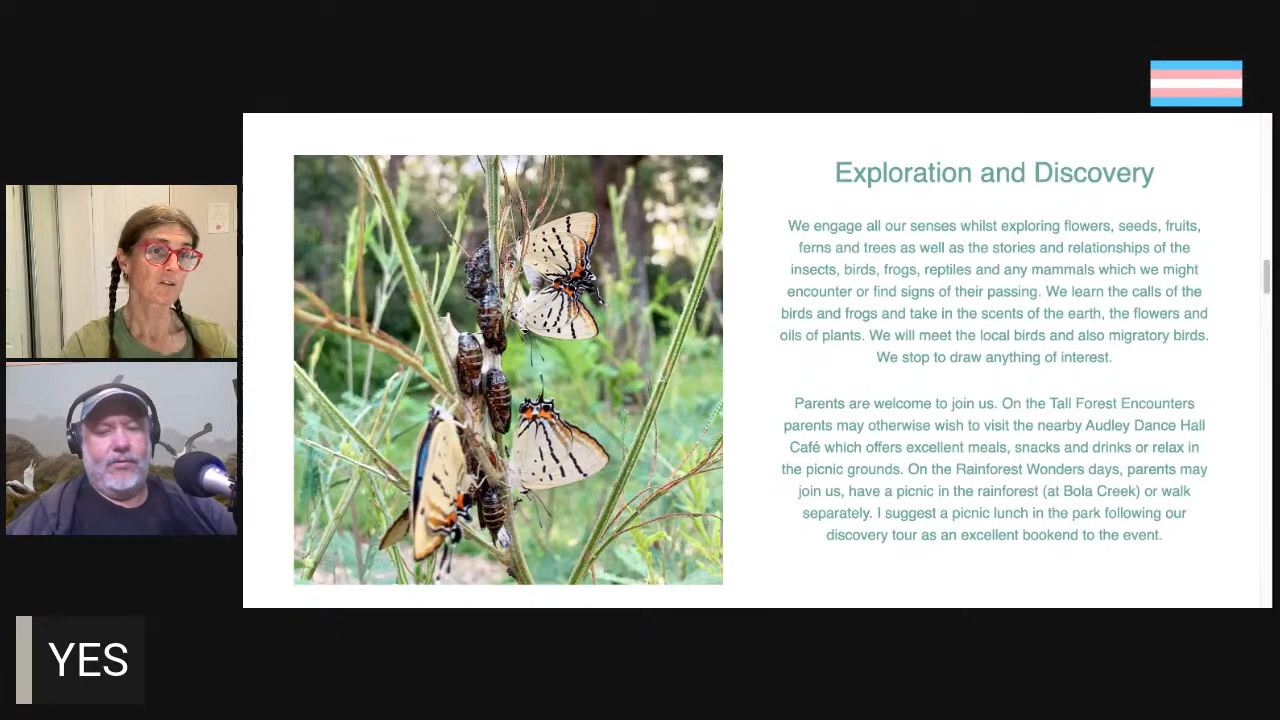 Exploration and Discovery
We engage all our senses whilst exploring flowers, seeds, fruits,
ferns and trees as well as the stories and relationships of the
insects, birds, frogs, reptiles and any mammals which we might
encounter or find signs of their passing. We learn the calls of the
birds and frogs and take in the scents of the earth, the flowers and
oils of plants. We will meet the local birds and also migratory birds.
We stop to draw anything of interest.
Parents are welcome to join us. On the Tall Forest Encounters
parents may otherwise wish to visit the nearby Audley Dance Hall
Café which offers excellent meals, snacks and drinks or relax in
the picnic grounds. On the Rainforest Wonders days, parents may
join us, have a picnic in the rainforest (at Bola Creek) or walk
separately. I suggest a picnic lunch in the park following our
discovery tour as an excellent bookend to the event.
YES